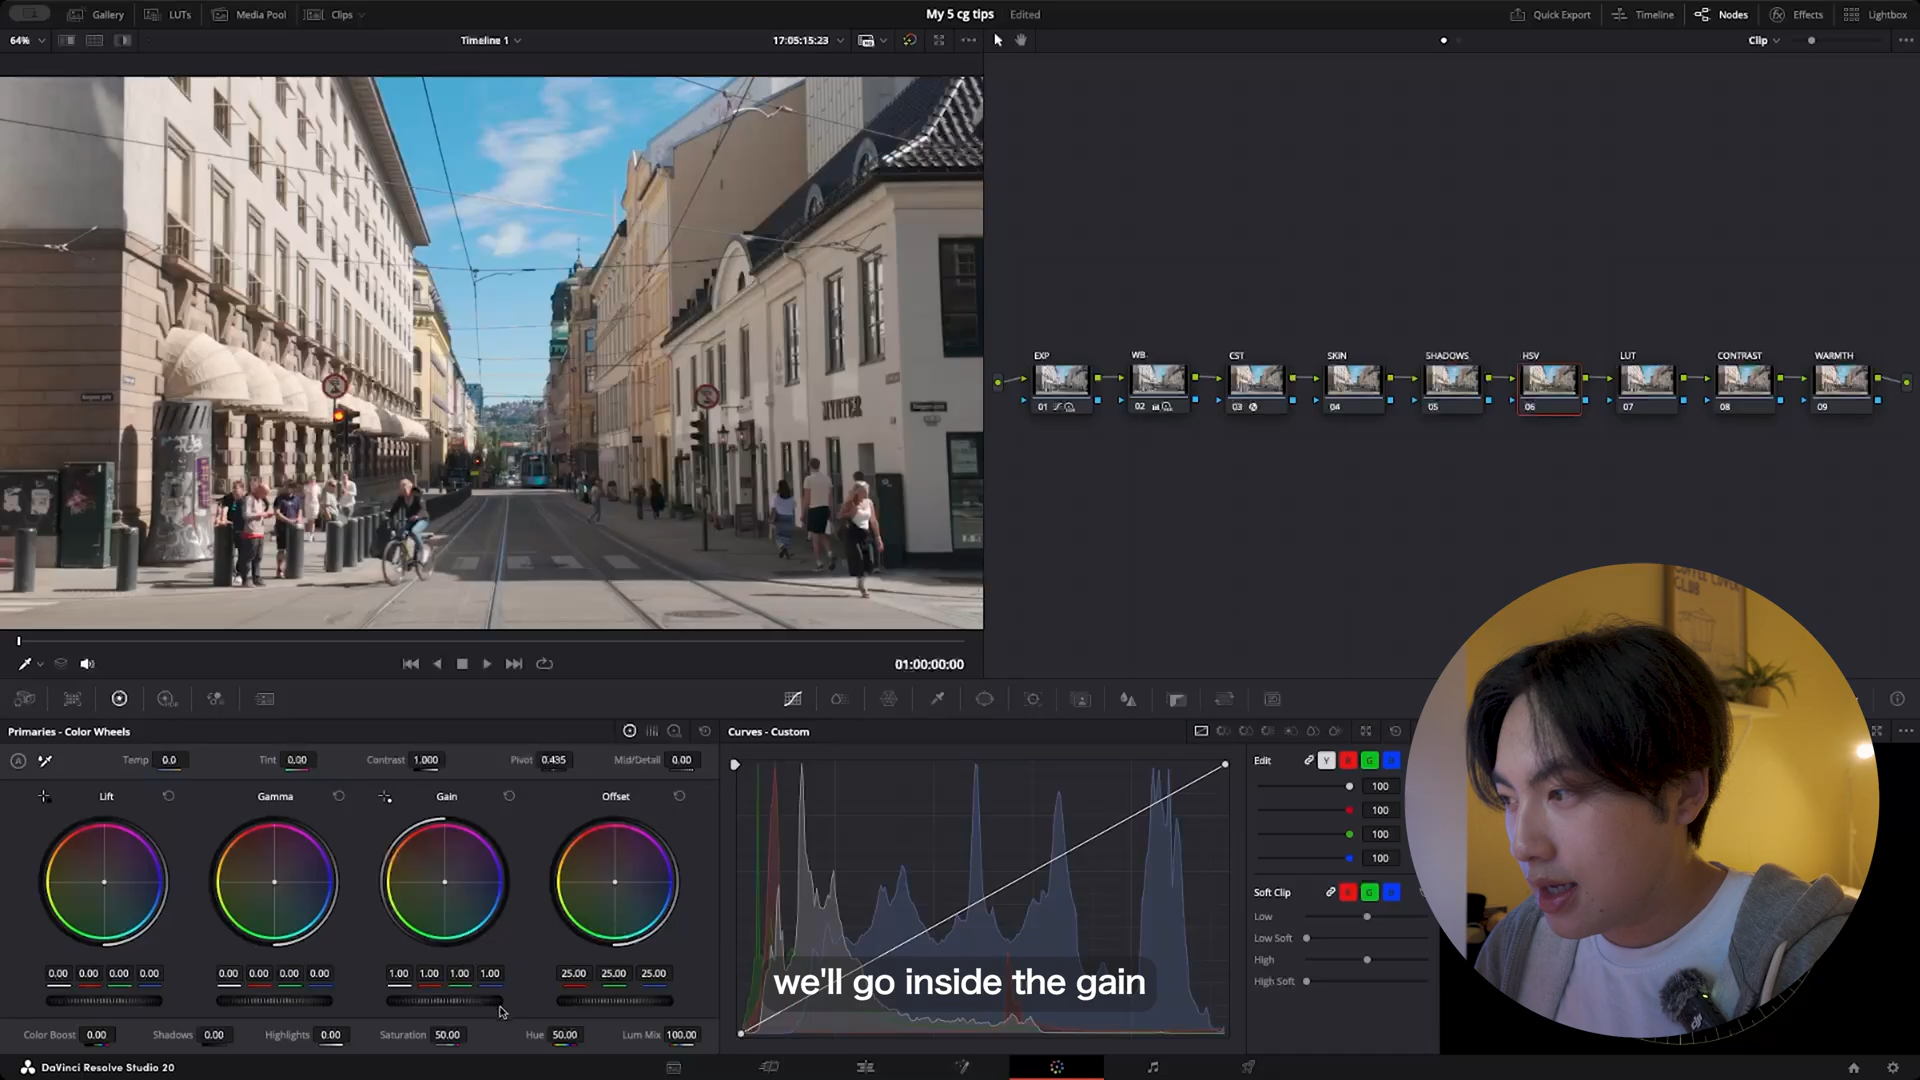 Gallery
LUTs
Media Pool
Clips
My 5 cg tips
Edited
Quick Export
Timeline
Nodes
Effects
Lightbox
64%
Timeline 1
17:05:15:23
Clip
EXP
WB
CST
SKIN
SHADOWS
HSV
LUT
CONTRAST
WARMTH
01
02
03
04
05
06
07
08
09
MYNTER
01:00:00:00
CLUB
Primaries - Color Wheels
Curves - Custom
Temp 0.0
Tint 0.00
Contrast 1.000
Pivot 0.435
Mid/Detail 0.00
Lift
Gamma
Gain
Offset
0.00 0.00 0.00 0.00
0.00 0.00 0.00 0.00
1.00 1.00 1.00 1.00
25.00 25.00 25.00
Color Boost 0.00
Shadows 0.00
Highlights 0.00
Saturation 50.00
Hue 50.00
Lum Mix 100.00
Edit
Y R G B
100
100
100
100
Soft Clip
R G B
Low
Low Soft
High
High Soft
we'll go inside the gain
DaVinci Resolve Studio 20